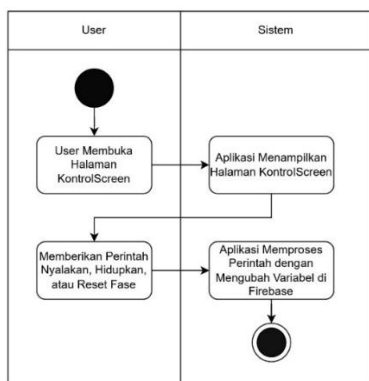 User
Sistem
User Membuka
Halaman
KontrolScreen
Aplikasi Menampilkan
Halaman KontrolScreen
Memberikan Perintah
Nyalakan, Hidupkan,
atau Reset Fase
Aplikasi Memproses
Perintah dengan
Mengubah Variabel di
Firebase